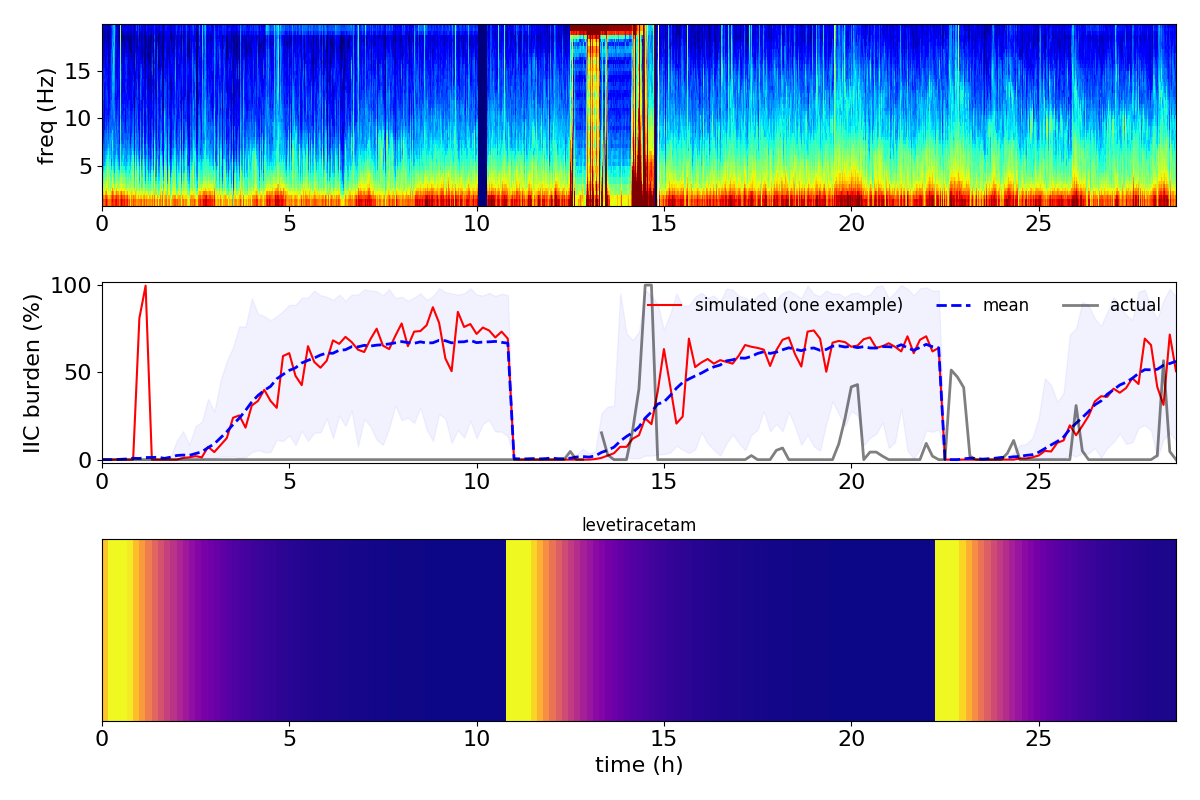 freq (Hz)
15
10
5
0 5 10 15 20 25
IIC burden (%)
100
50
0
simulated (one example) mean actual
0 5 10 15 20 25
levetiracetam
0 5 10 15 20 25
time (h)